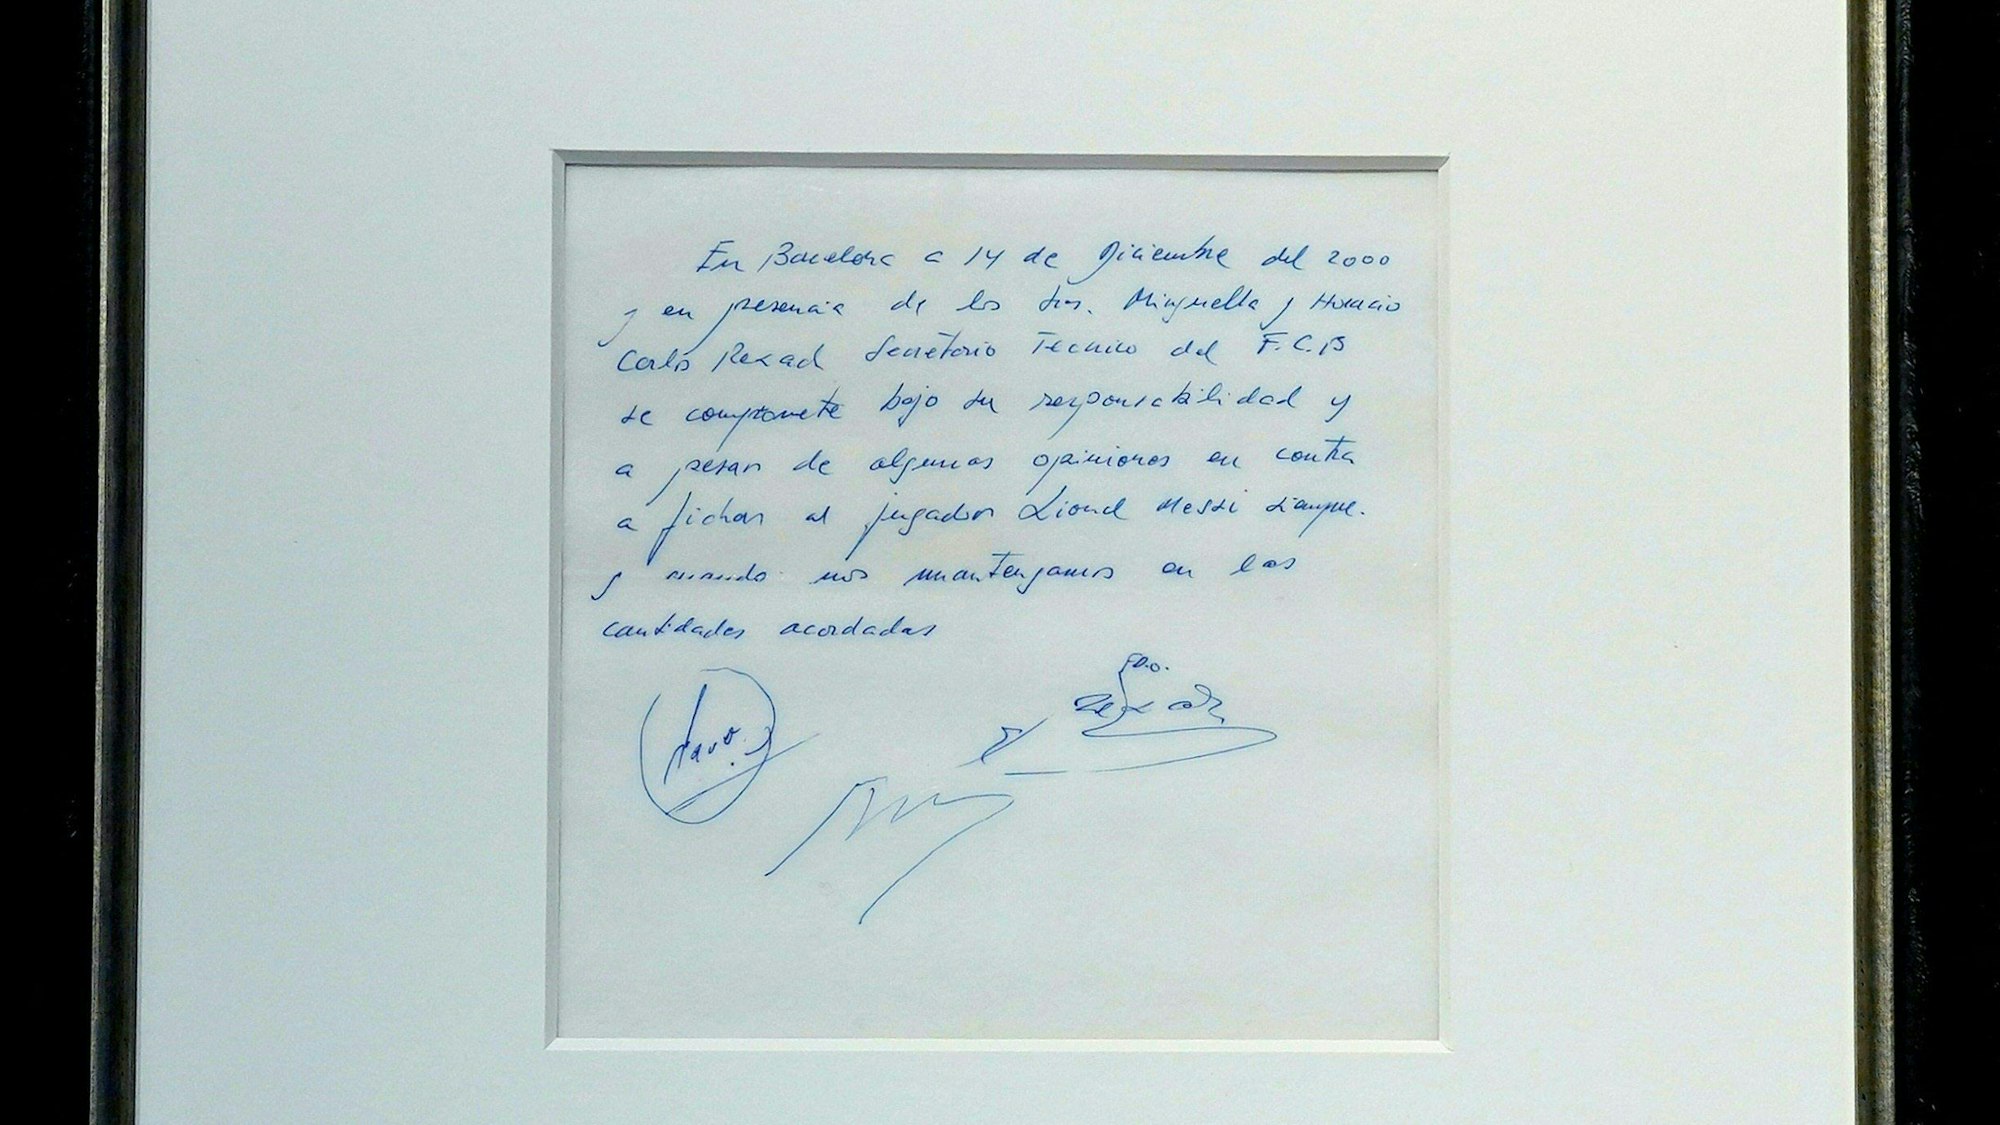 En Barcelona a 14 de Diciembre del 2000
y en presencia de los Srs. Minguella y Horacio
Carlos Rexach Secretario Tecnico del F.C.B
se compromete bajo su responsabilidad y
a pesar de algunas opiniones en contra
a fichar al jugador Lionel Messi siempre.
y cuando nos mantengamos en las
cantidades acordadas